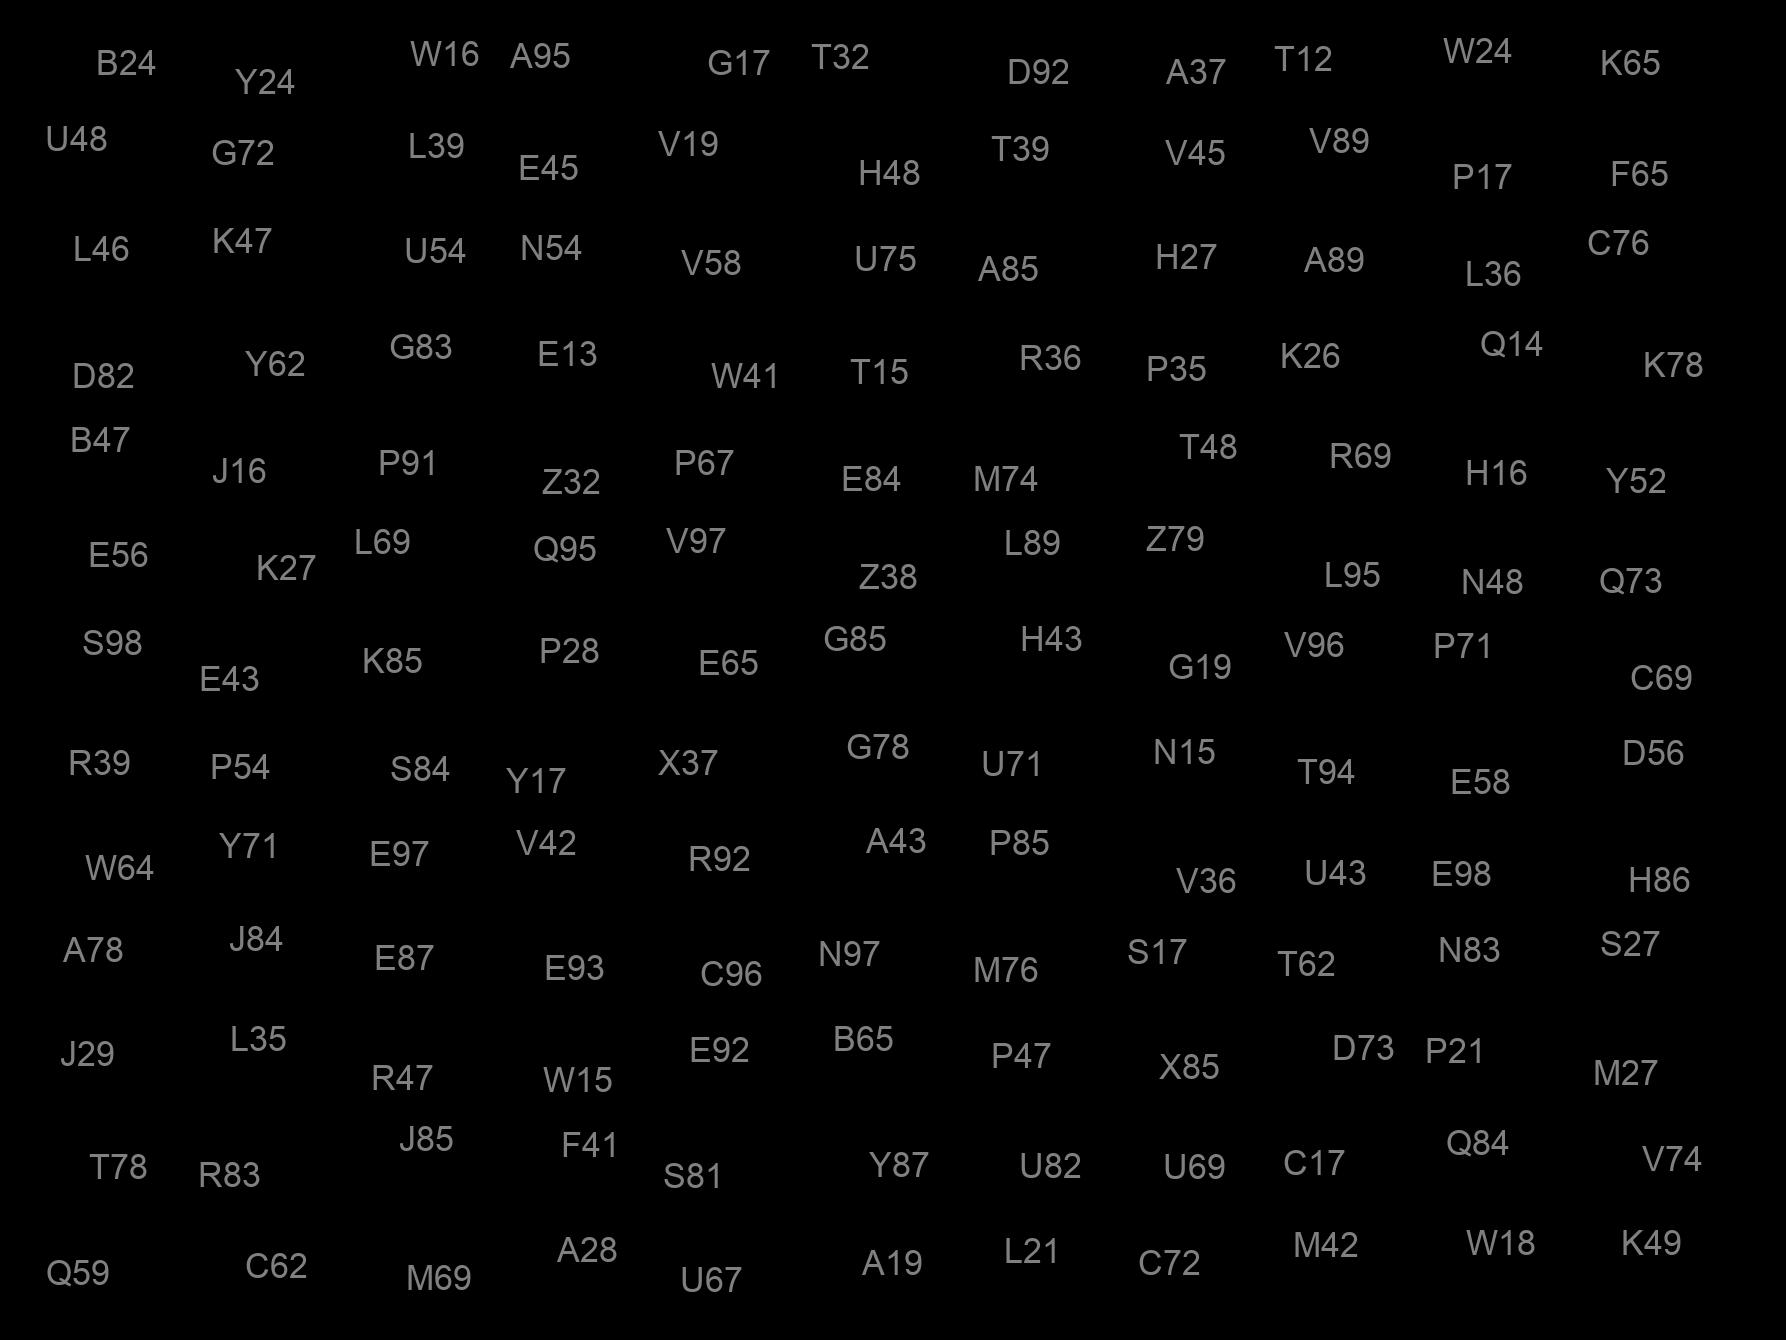 B24 Y24 W16 A95 G17 T32 D92 A37 T12 W24 K65
U48 G72 L39 E45 V19 H48 T39 V45 V89 P17 F65
L46 K47 U54 N54 V58 U75 A85 H27 A89 L36 C76
D82 Y62 G83 E13 W41 T15 R36 P35 K26 Q14 K78
B47 J16 P91 Z32 P67 E84 M74 T48 R69 H16 Y52
E56 K27 L69 Q95 V97 Z38 L89 Z79 L95 N48 Q73
S98 E43 K85 P28 E65 G85 H43 G19 V96 P71 C69
R39 P54 S84 Y17 X37 G78 U71 N15 T94 E58 D56
W64 Y71 E97 V42 R92 A43 P85 V36 U43 E98 H86
A78 J84 E87 E93 C96 N97 M76 S17 T62 N83 S27
J29 L35 R47 W15 E92 B65 P47 X85 D73 P21 M27
T78 R83 J85 F41 S81 Y87 U82 U69 C17 Q84 V74
Q59 C62 M69 A28 U67 A19 L21 C72 M42 W18 K49